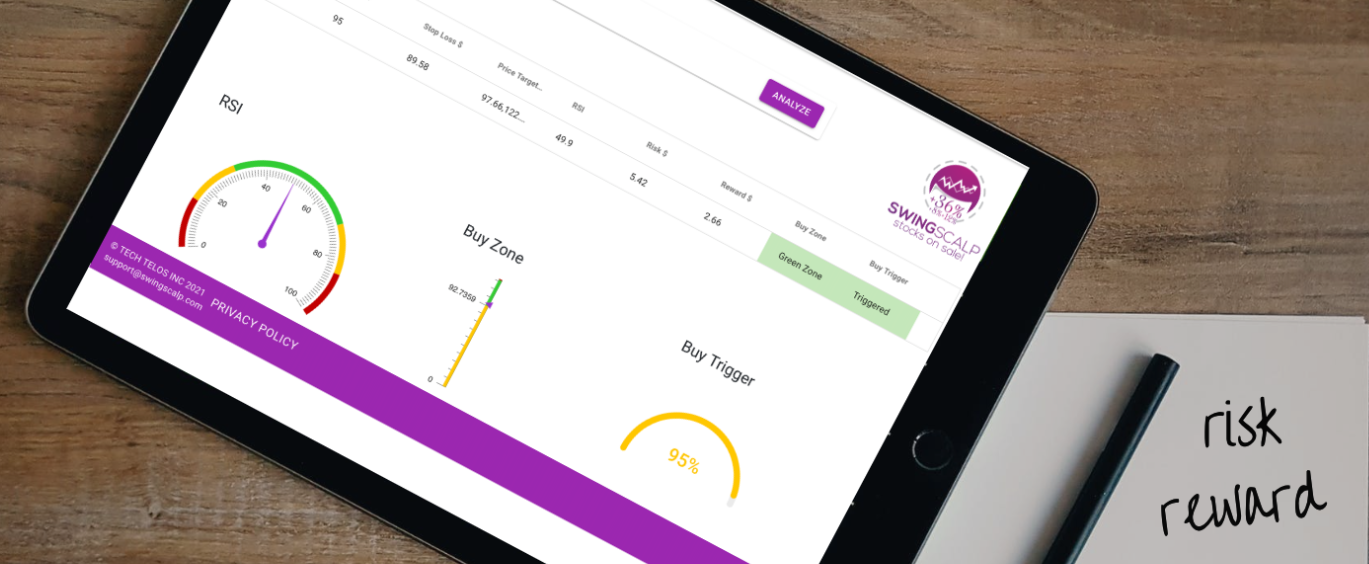 ANALYZE
Stop Loss $
Price Target...
RSI
Risk $
Reward $
Buy Zone
Buy Trigger
95
89.58
97.66,122...
49.9
5.42
2.66
Green Zone
Triggered
+36%
SWINGSCALP
stocks on sale!
RSI
0
20
40
60
80
100
Buy Zone
92.7359
0
Buy Trigger
95%
© TECH TELOS INC 2021
support@swingscalp.com
PRIVACY POLICY
risk
reward